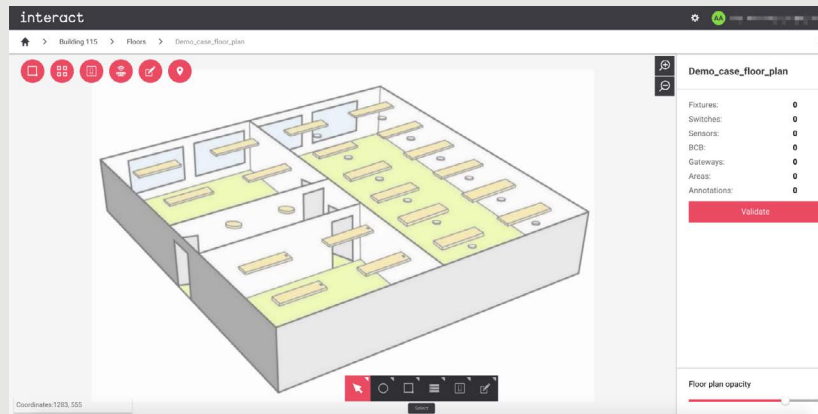 interact
AA
Building 115 > Floors > Demo_case_floor_plan
Demo_case_floor_plan
Fixtures: 0
Switches: 0
Sensors: 0
BCB: 0
Gateways: 0
Areas: 0
Annotations: 0
Validate
Floor plan opacity
Select
Coordinates:1283, 555